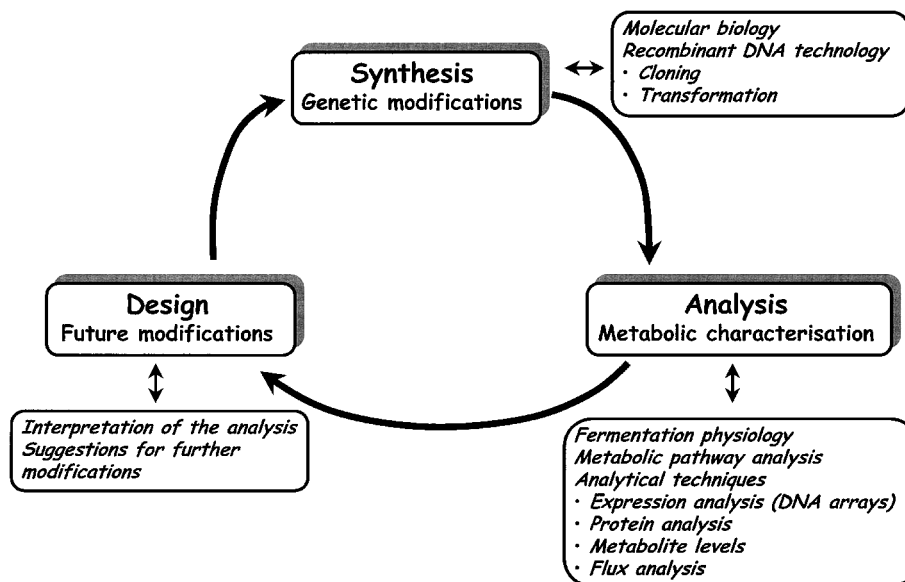 Synthesis
Genetic modifications
Molecular biology
Recombinant DNA technology
· Cloning
· Transformation
Design
Future modifications
Analysis
Metabolic characterisation
Interpretation of the analysis
Suggestions for further
modifications
Fermentation physiology
Metabolic pathway analysis
Analytical techniques
· Expression analysis (DNA arrays)
· Protein analysis
· Metabolite levels
· Flux analysis